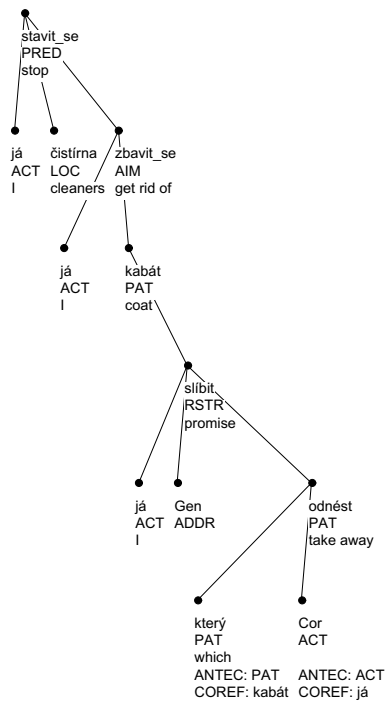 stavit_se
PRED
stop
já
ACT
I
čistírna
LOC
cleaners
zbavit_se
AIM
get rid of
já
ACT
I
kabát
PAT
coat
slíbit
RSTR
promise
já
ACT
I
Gen
ADDR
odnést
PAT
take away
který
PAT
which
ANTEC: PAT
COREF: kabát
Cor
ACT
ANTEC: ACT
COREF: já